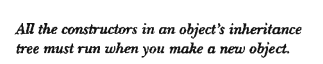 All the constructors in an object's inheritance
tree must run when you make a new object.